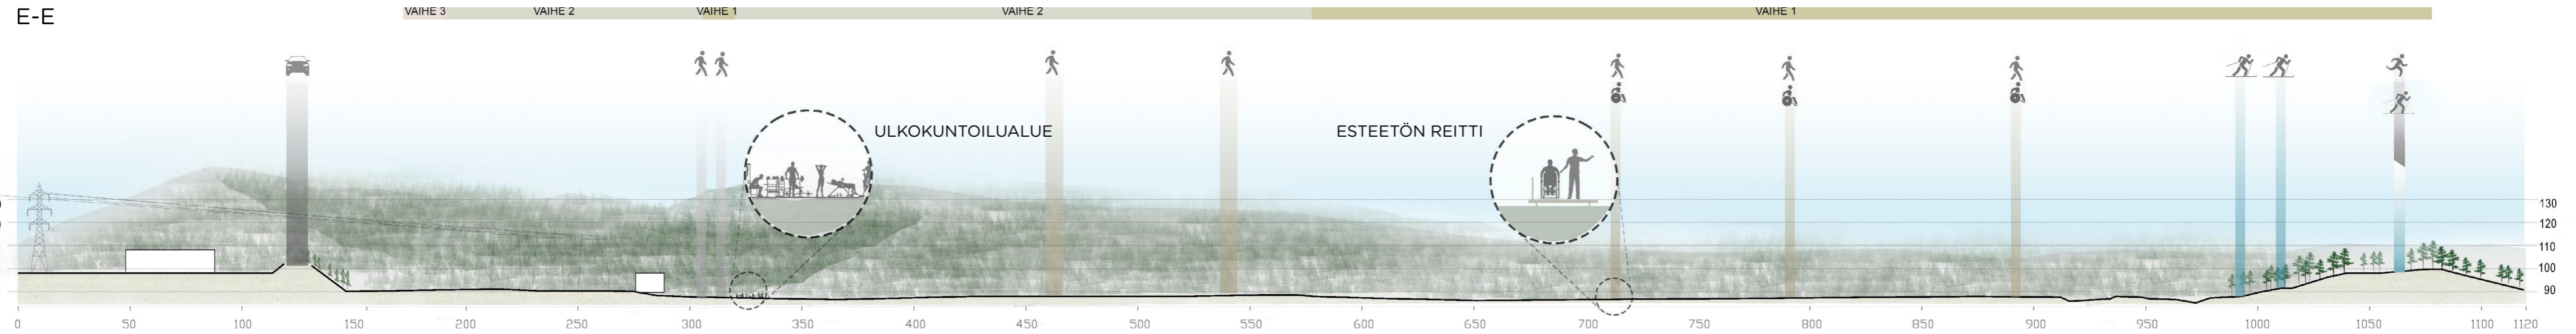 E-E
VAIHE 3
VAIHE 2
VAIHE 1
VAIHE 2
VAIHE 1
ULKOKUNTOILUALUE
ESTEETÖN REITTI
130
120
110
100
90
0 50 100 150 200 250 300 350 400 450 500 550 600 650 700 750 800 850 900 950 1000 1050 1100 1120